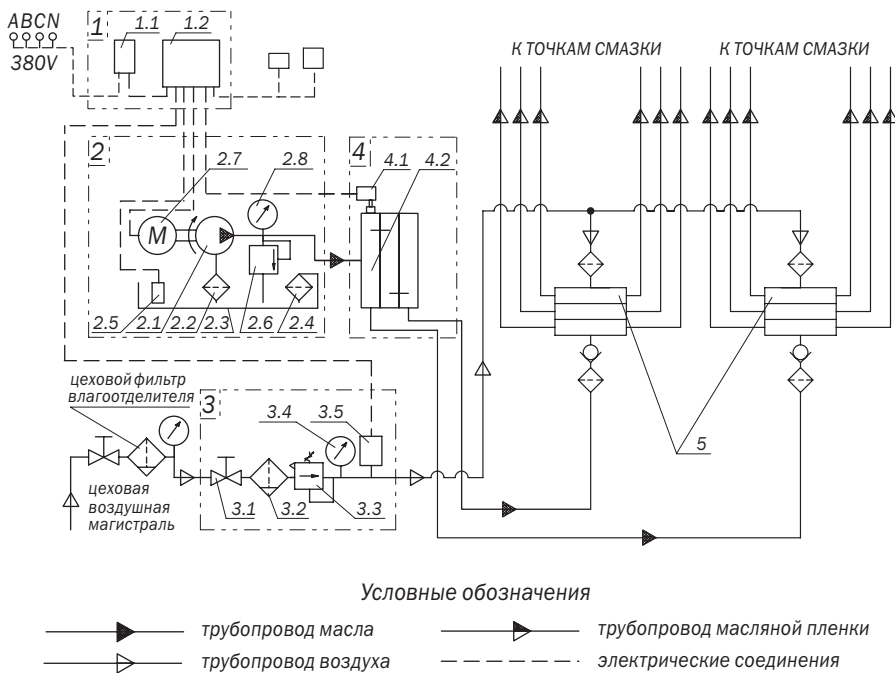 ABCN
380V
1
1.1
1.2
К ТОЧКАМ СМАЗКИ
К ТОЧКАМ СМАЗКИ
2
2.7
2.8
4
4.1
4.2
M
2.5
2.1
2.2
2.3
2.6
2.4
цеховой фильтр
влагоотделителя
3
3.4
3.5
5
цеховая
воздушная
магистраль
3.1
3.2
3.3
Условные обозначения
трубопровод масла
трубопровод масляной пленки
трубопровод воздуха
электрические соединения